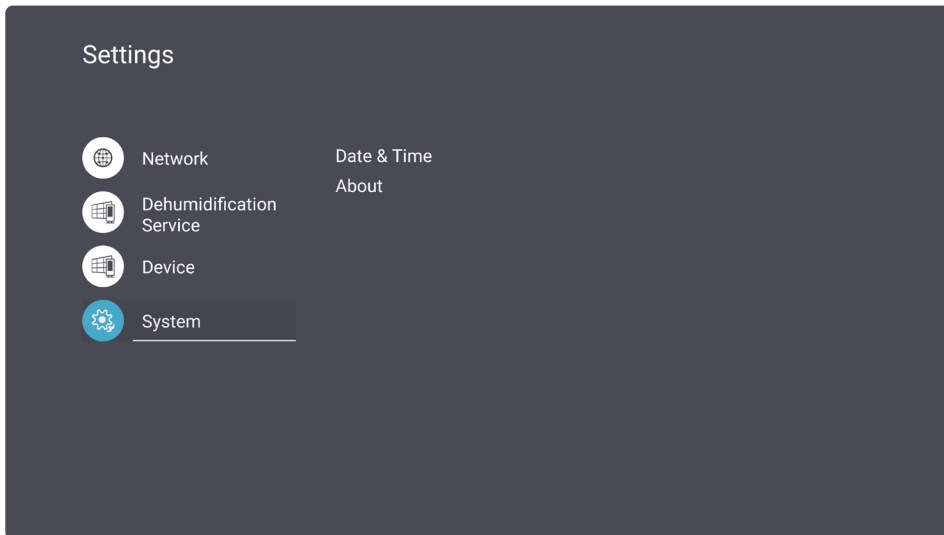 Settings
Network
Dehumidification
Service
Device
System
Date & Time
About